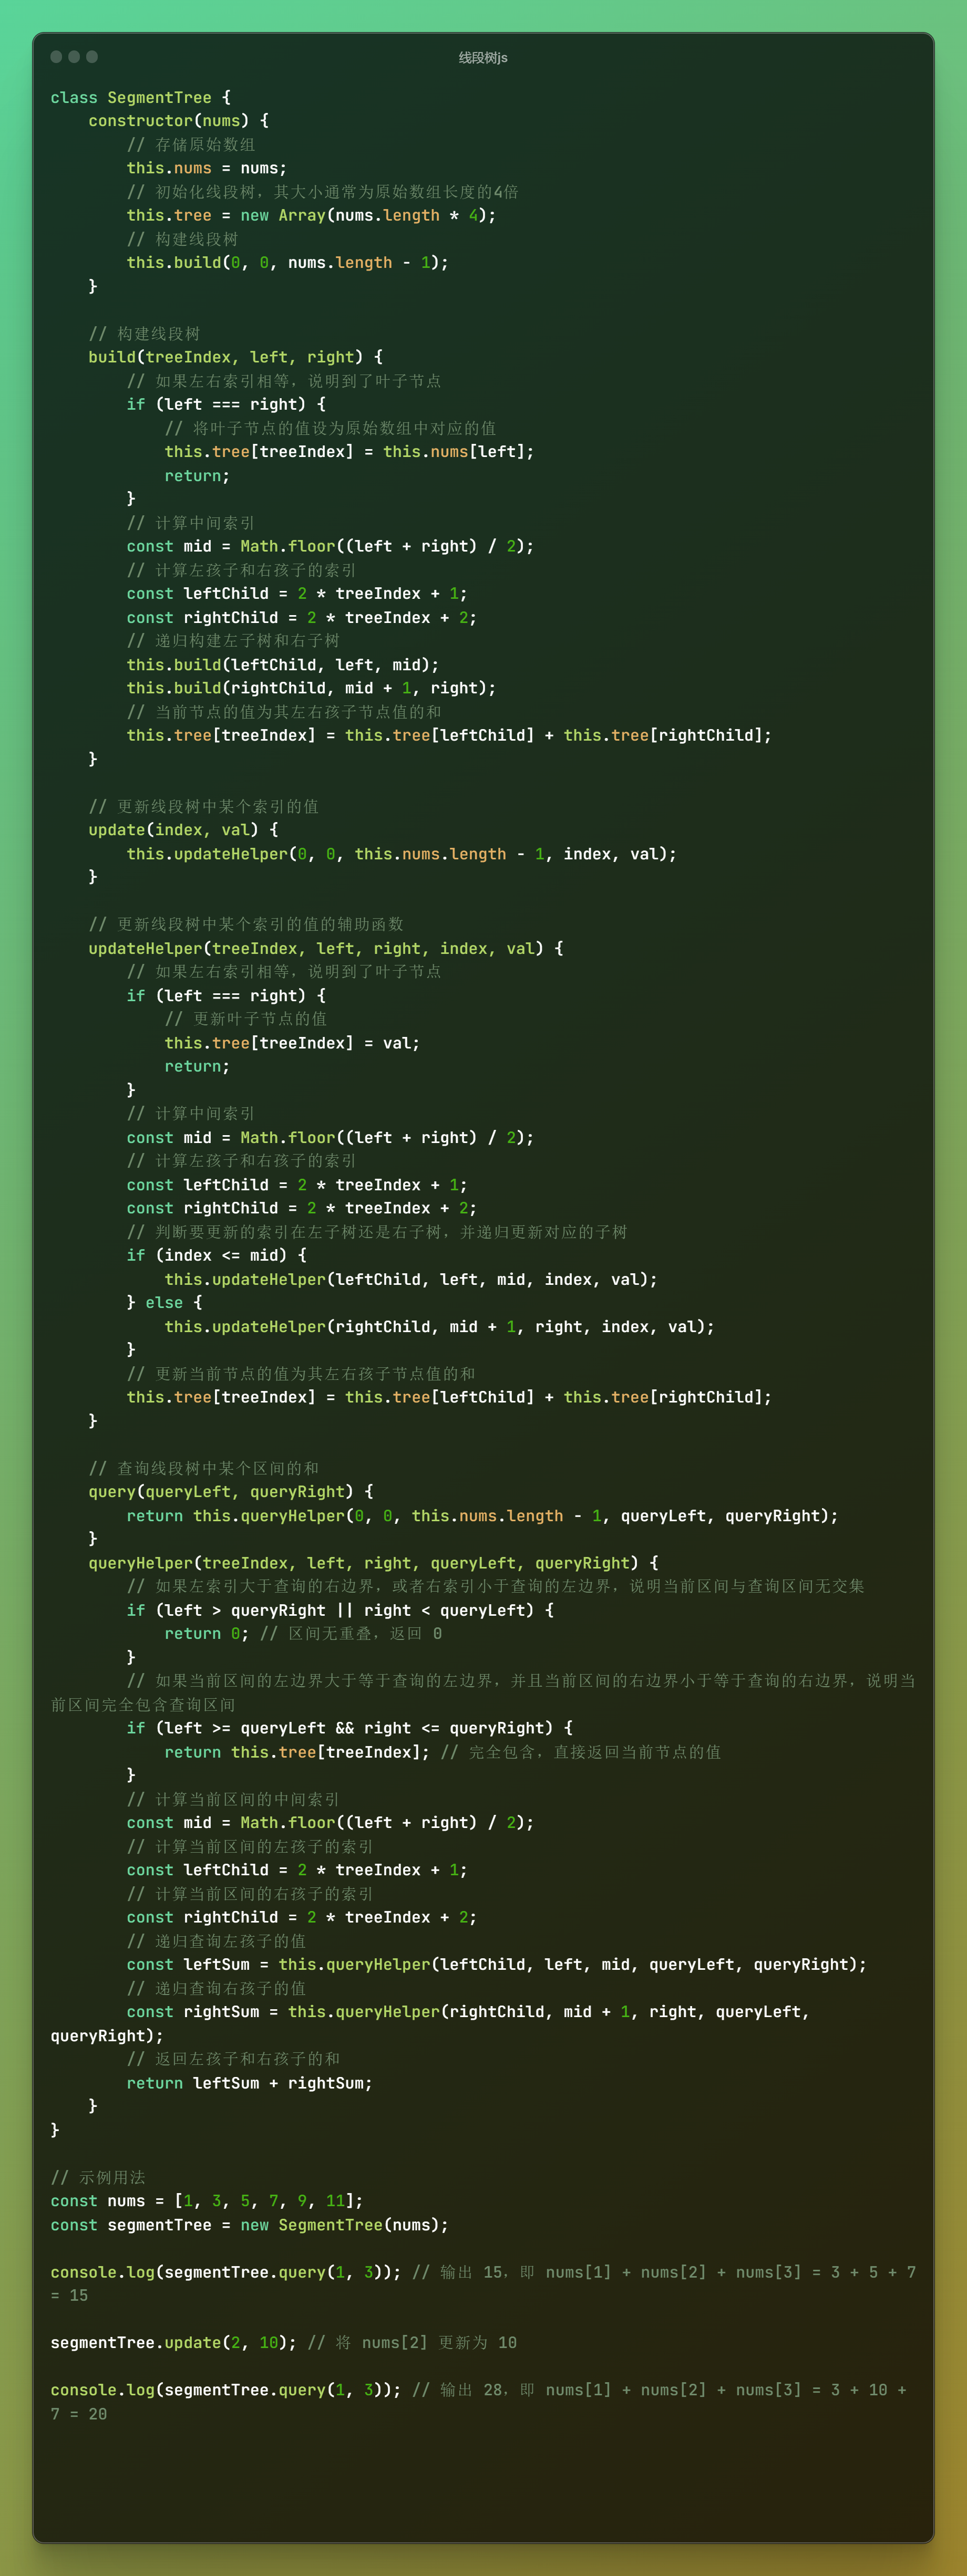 线段树js
class SegmentTree {
    constructor(nums) {
        // 存储原始数组
        this.nums = nums;
        // 初始化线段树，其大小通常为原始数组长度的4倍
        this.tree = new Array(nums.length * 4);
        // 构建线段树
        this.build(0, 0, nums.length - 1);
    }

    // 构建线段树
    build(treeIndex, left, right) {
        // 如果左右索引相等，说明到了叶子节点
        if (left === right) {
            // 将叶子节点的值设为原始数组中对应的值
            this.tree[treeIndex] = this.nums[left];
            return;
        }
        // 计算中间索引
        const mid = Math.floor((left + right) / 2);
        // 计算左孩子和右孩子的索引
        const leftChild = 2 * treeIndex + 1;
        const rightChild = 2 * treeIndex + 2;
        // 递归构建左子树和右子树
        this.build(leftChild, left, mid);
        this.build(rightChild, mid + 1, right);
        // 当前节点的值为其左右孩子节点值的和
        this.tree[treeIndex] = this.tree[leftChild] + this.tree[rightChild];
    }

    // 更新线段树中某个索引的值
    update(index, val) {
        this.updateHelper(0, 0, this.nums.length - 1, index, val);
    }

    // 更新线段树中某个索引的值的辅助函数
    updateHelper(treeIndex, left, right, index, val) {
        // 如果左右索引相等，说明到了叶子节点
        if (left === right) {
            // 更新叶子节点的值
            this.tree[treeIndex] = val;
            return;
        }
        // 计算中间索引
        const mid = Math.floor((left + right) / 2);
        // 计算左孩子和右孩子的索引
        const leftChild = 2 * treeIndex + 1;
        const rightChild = 2 * treeIndex + 2;
        // 判断要更新的索引在左子树还是右子树，并递归更新对应的子树
        if (index <= mid) {
            this.updateHelper(leftChild, left, mid, index, val);
        } else {
            this.updateHelper(rightChild, mid + 1, right, index, val);
        }
        // 更新当前节点的值为其左右孩子节点值的和
        this.tree[treeIndex] = this.tree[leftChild] + this.tree[rightChild];
    }

    // 查询线段树中某个区间的和
    query(queryLeft, queryRight) {
        return this.queryHelper(0, 0, this.nums.length - 1, queryLeft, queryRight);
    }
    queryHelper(treeIndex, left, right, queryLeft, queryRight) {
        // 如果左索引大于查询的右边界，或者右索引小于查询的左边界，说明当前区间与查询区间无交集
        if (left > queryRight || right < queryLeft) {
            return 0; // 区间无重叠，返回 0
        }
        // 如果当前区间的左边界大于等于查询的左边界，并且当前区间的右边界小于等于查询的右边界，说明当
前区间完全包含查询区间
        if (left >= queryLeft && right <= queryRight) {
            return this.tree[treeIndex]; // 完全包含，直接返回当前节点的值
        }
        // 计算当前区间的中间索引
        const mid = Math.floor((left + right) / 2);
        // 计算当前区间的左孩子的索引
        const leftChild = 2 * treeIndex + 1;
        // 计算当前区间的右孩子的索引
        const rightChild = 2 * treeIndex + 2;
        // 递归查询左孩子的值
        const leftSum = this.queryHelper(leftChild, left, mid, queryLeft, queryRight);
        // 递归查询右孩子的值
        const rightSum = this.queryHelper(rightChild, mid + 1, right, queryLeft,
queryRight);
        // 返回左孩子和右孩子的和
        return leftSum + rightSum;
    }
}

// 示例用法
const nums = [1, 3, 5, 7, 9, 11];
const segmentTree = new SegmentTree(nums);

console.log(segmentTree.query(1, 3)); // 输出 15，即 nums[1] + nums[2] + nums[3] = 3 + 5 + 7
= 15

segmentTree.update(2, 10); // 将 nums[2] 更新为 10

console.log(segmentTree.query(1, 3)); // 输出 28，即 nums[1] + nums[2] + nums[3] = 3 + 10 +
7 = 20